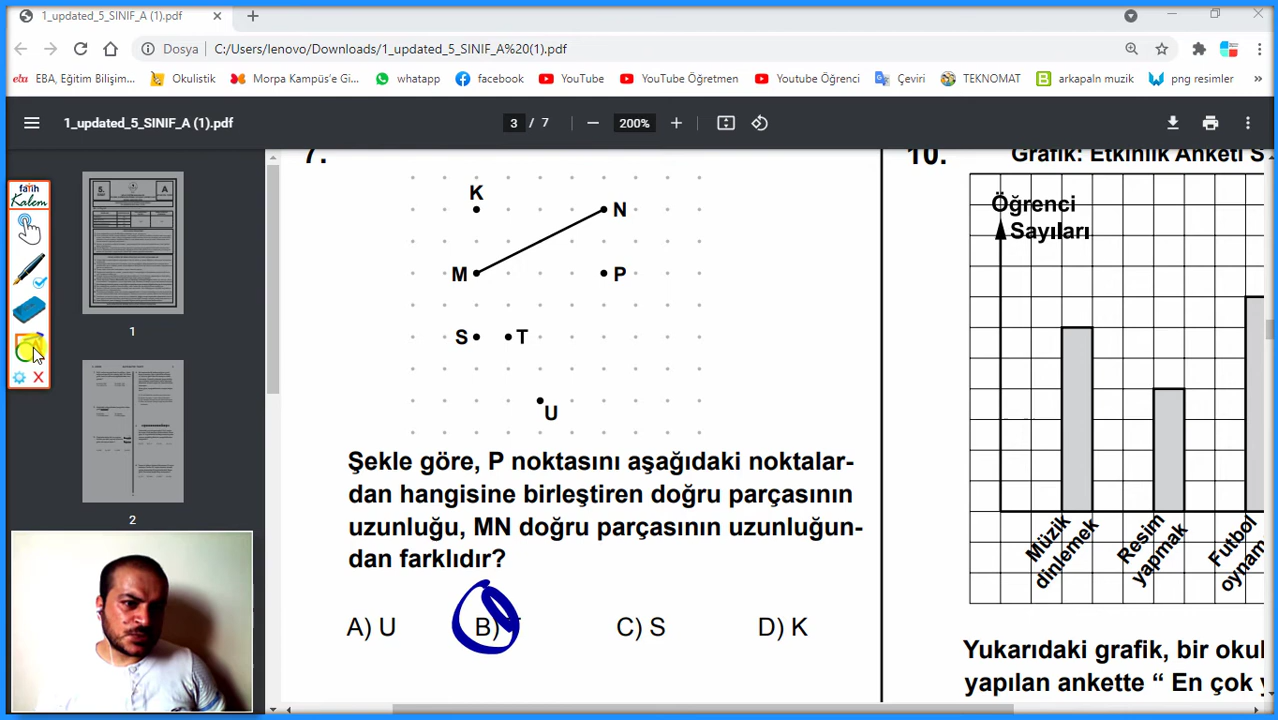 1_updated_5_SINIF_A (1).pdf
Dosya
C:/Users/lenovo/Downloads/1_updated_5_SINIF_A%20(1).pdf
eba EBA, Eğitim Bilişim...
Okulistik
Morpa Kampüs'e Gi...
whatapp
facebook
YouTube
YouTube Öğretmen
Youtube Öğrenci
Çeviri
TEKNOMAT
B arkapaln muzik
png resimler
»
1_updated_5_SINIF_A (1).pdf
3 / 7
200%
fatih
Kalem
1
2
7.
K
N
M
P
S
T
U
Şekle göre, P noktasını aşağıdaki noktalar-
dan hangisine birleştiren doğru parçasının
uzunluğu, MN doğru parçasının uzunluğun-
dan farklıdır?
A) U
B)
C) S
D) K
10.
Grafik: Etkinlik Anketi S
Öğrenci
Sayıları
Müzik
dinlemek
Resim
yapmak
Futbol
oynam
Yukarıdaki grafik, bir okul
yapılan ankette “ En çok y